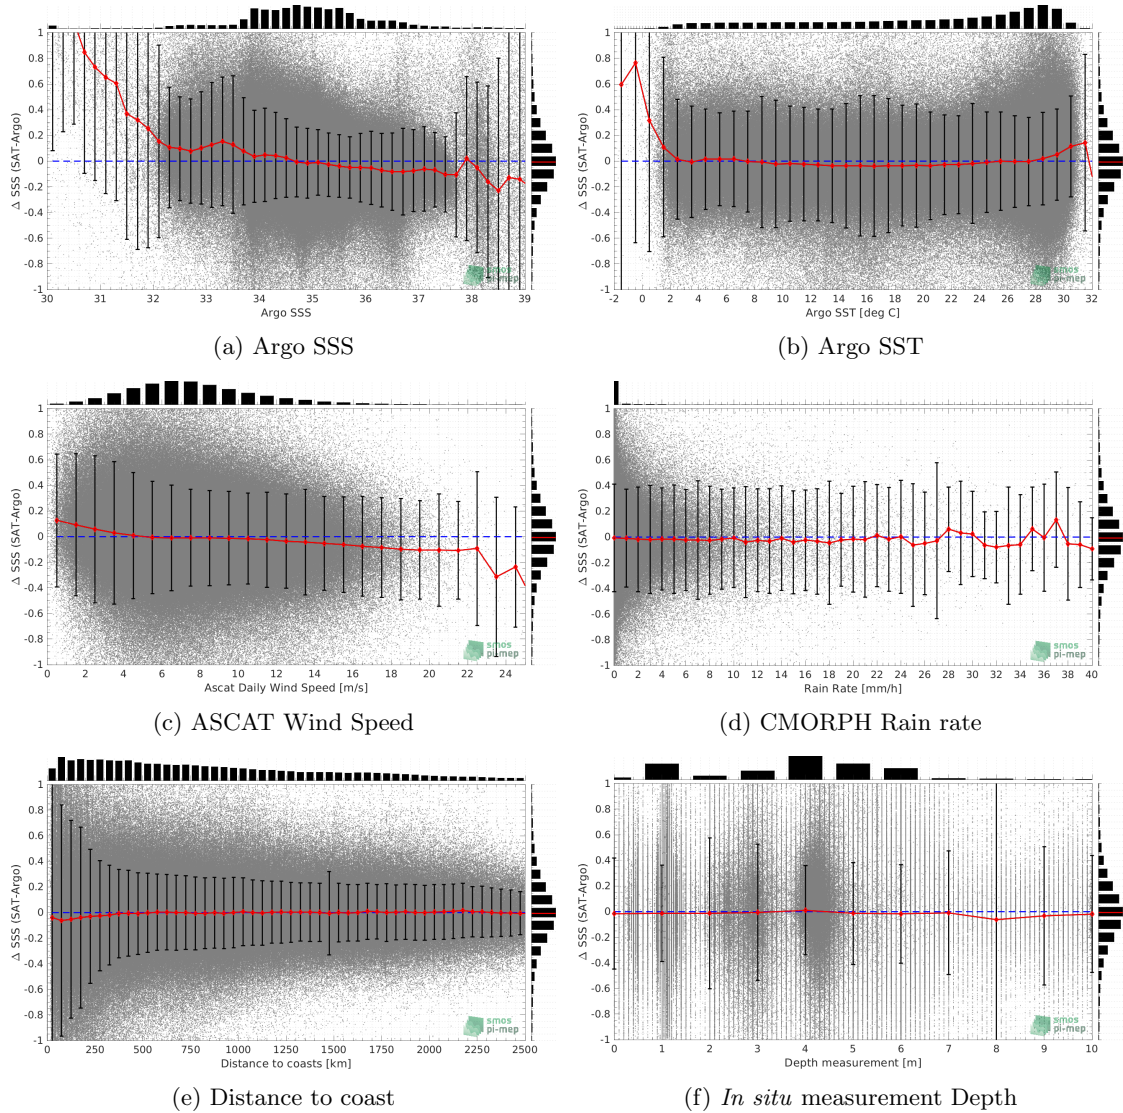 1
0.8
0.6
0.4
0.2
0
-0.2
-0.4
-0.6
-0.8
-1
Δ SSS (SAT-Argo)
30 31 32 33 34 35 36 37 38 39
Argo SSS
smos
pi-mep
(a) Argo SSS
1
0.8
0.6
0.4
0.2
0
-0.2
-0.4
-0.6
-0.8
-1
Δ SSS (SAT-Argo)
-2 0 2 4 6 8 10 12 14 16 18 20 22 24 26 28 30 32
Argo SST [deg C]
smos
pi-mep
(b) Argo SST
1
0.8
0.6
0.4
0.2
0
-0.2
-0.4
-0.6
-0.8
-1
Δ SSS (SAT-Argo)
0 2 4 6 8 10 12 14 16 18 20 22 24
Ascat Daily Wind Speed [m/s]
smos
pi-mep
(c) ASCAT Wind Speed
1
0.8
0.6
0.4
0.2
0
-0.2
-0.4
-0.6
-0.8
-1
Δ SSS (SAT-Argo)
0 2 4 6 8 10 12 14 16 18 20 22 24 26 28 30 32 34 36 38 40
Rain Rate [mm/h]
smos
pi-mep
(d) CMORPH Rain rate
1
0.8
0.6
0.4
0.2
0
-0.2
-0.4
-0.6
-0.8
-1
Δ SSS (SAT-Argo)
0 250 500 750 1000 1250 1500 1750 2000 2250 2500
Distance to coasts [km]
smos
pi-mep
(e) Distance to coast
1
0.8
0.6
0.4
0.2
0
-0.2
-0.4
-0.6
-0.8
-1
Δ SSS (SAT-Argo)
0 1 2 3 4 5 6 7 8 9 10
Depth measurement [m]
smos
pi-mep
(f) In situ measurement Depth